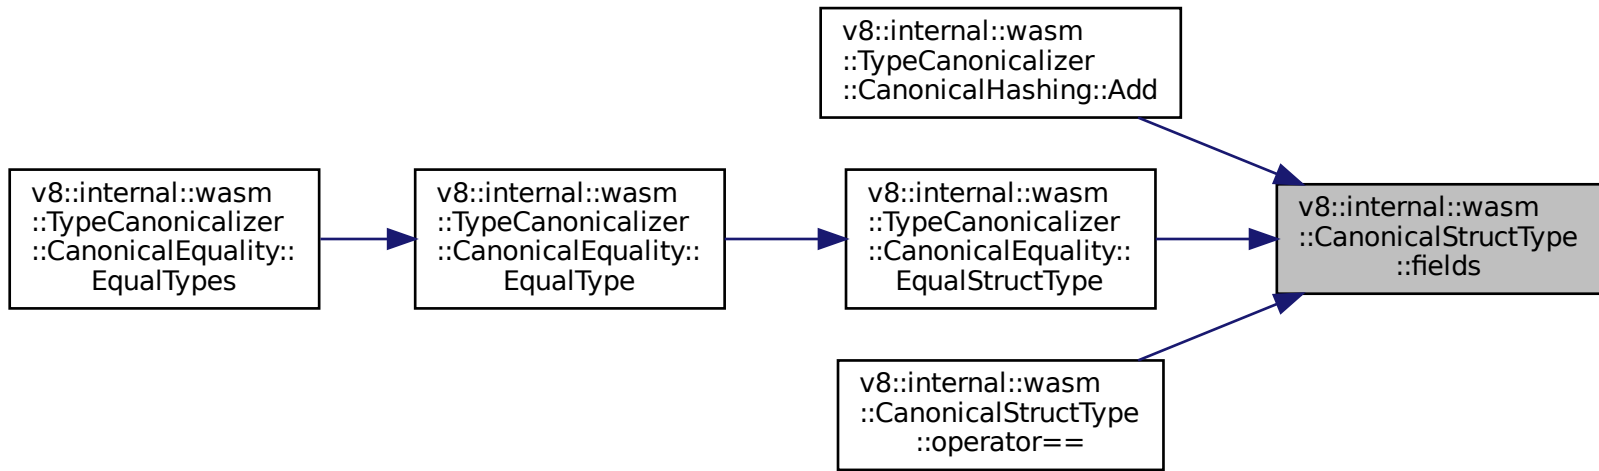 v8::internal::wasm
::TypeCanonicalizer
::CanonicalHashing::Add
v8::internal::wasm
::TypeCanonicalizer
::CanonicalEquality::
EqualTypes
v8::internal::wasm
::TypeCanonicalizer
::CanonicalEquality::
EqualType
v8::internal::wasm
::TypeCanonicalizer
::CanonicalEquality::
EqualStructType
v8::internal::wasm
::CanonicalStructType
::fields
v8::internal::wasm
::CanonicalStructType
::operator==